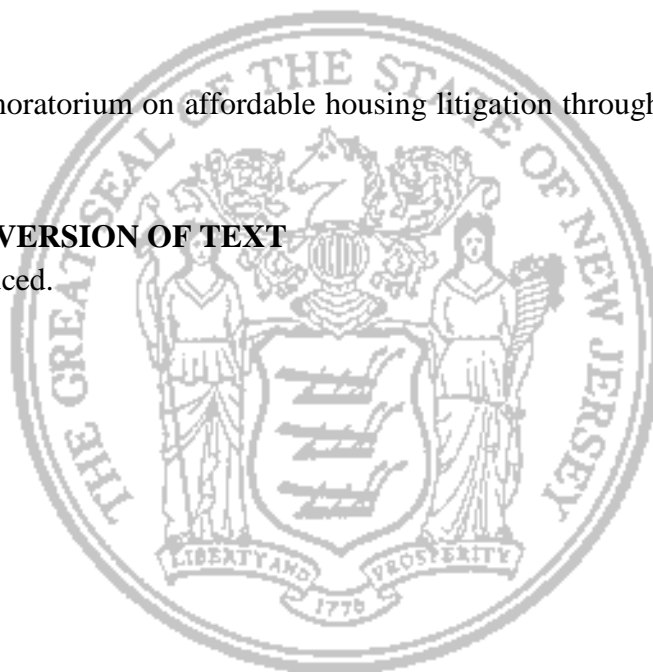 oratorium on affordable housing litigation through
VERSION OF TEXT
ced.
THE GREAT SEAL OF THE STATE OF NEW JERSEY
LIBERTY AND PROSPERITY
1776